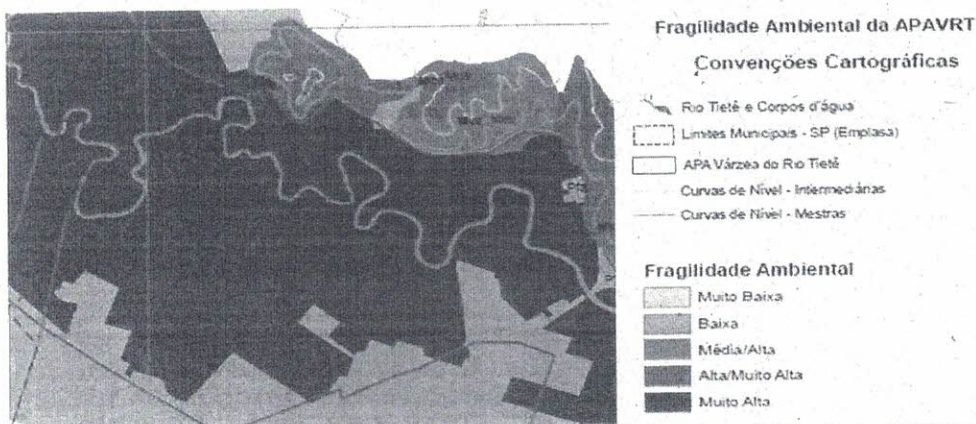 Fragilidade Ambiental da APAVRT
Convenções Cartográficas
Rio Tietê e Corpos d'água
Limites Municipais - SP (Emplasa)
APA Várzea do Rio Tietê
Curvas de Nível - Intermediárias
Curvas de Nível - Mestras
Fragilidade Ambiental
Muito Baixa
Baixa
Média/Alta
Alta/Muito Alta
Muito Alta